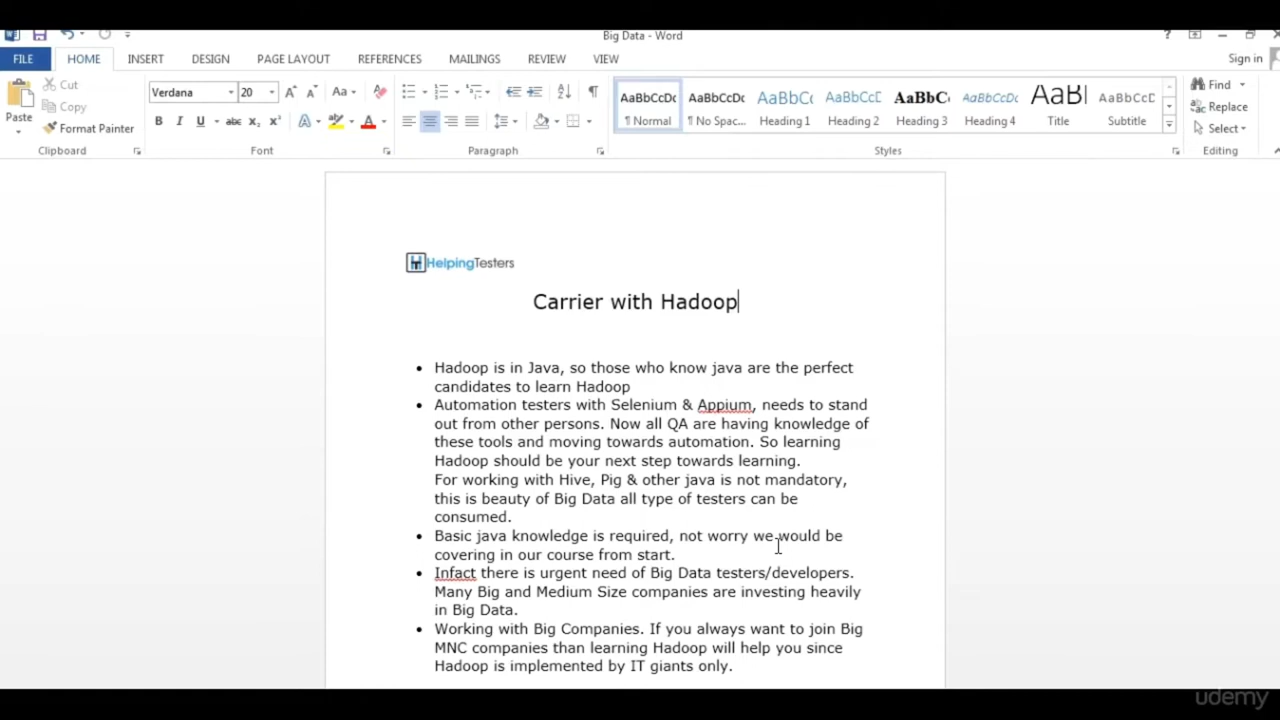 Big Data - Word
?
FILE HOME INSERT DESIGN PAGE LAYOUT REFERENCES MAILINGS REVIEW VIEW Sign in
Paste Cut
Copy
Format Painter
Clipboard
Verdana 20
Font
Paragraph
AaBbCcDc AaBbCcDc AaBbC AaBbCcD AaBbC AaBbCcDc AaBl AaBbCcD
¶ Normal ¶ No Spac... Heading 1 Heading 2 Heading 3 Heading 4 Title Subtitle
Styles
Find
Replace
Select
Editing
HelpingTesters
Carrier with Hadoop
• Hadoop is in Java, so those who know java are the perfect
candidates to learn Hadoop
• Automation testers with Selenium & Appium, needs to stand
out from other persons. Now all QA are having knowledge of
these tools and moving towards automation. So learning
Hadoop should be your next step towards learning.
For working with Hive, Pig & other java is not mandatory,
this is beauty of Big Data all type of testers can be
consumed.
• Basic java knowledge is required, not worry we would be
covering in our course from start.
• Infact there is urgent need of Big Data testers/developers.
Many Big and Medium Size companies are investing heavily
in Big Data.
• Working with Big Companies. If you always want to join Big
MNC companies than learning Hadoop will help you since
Hadoop is implemented by IT giants only.
udemy